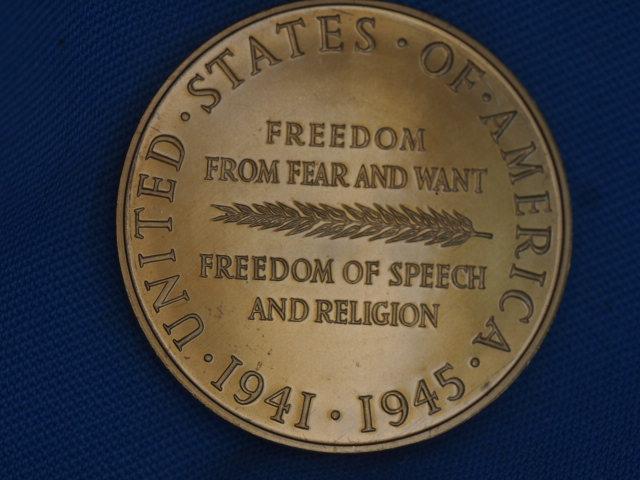 UNITED · STATES · OF · AMERICA ·
FREEDOM
FROM FEAR AND WANT
FREEDOM OF SPEECH
AND RELIGION
· 1941 · 1945 ·